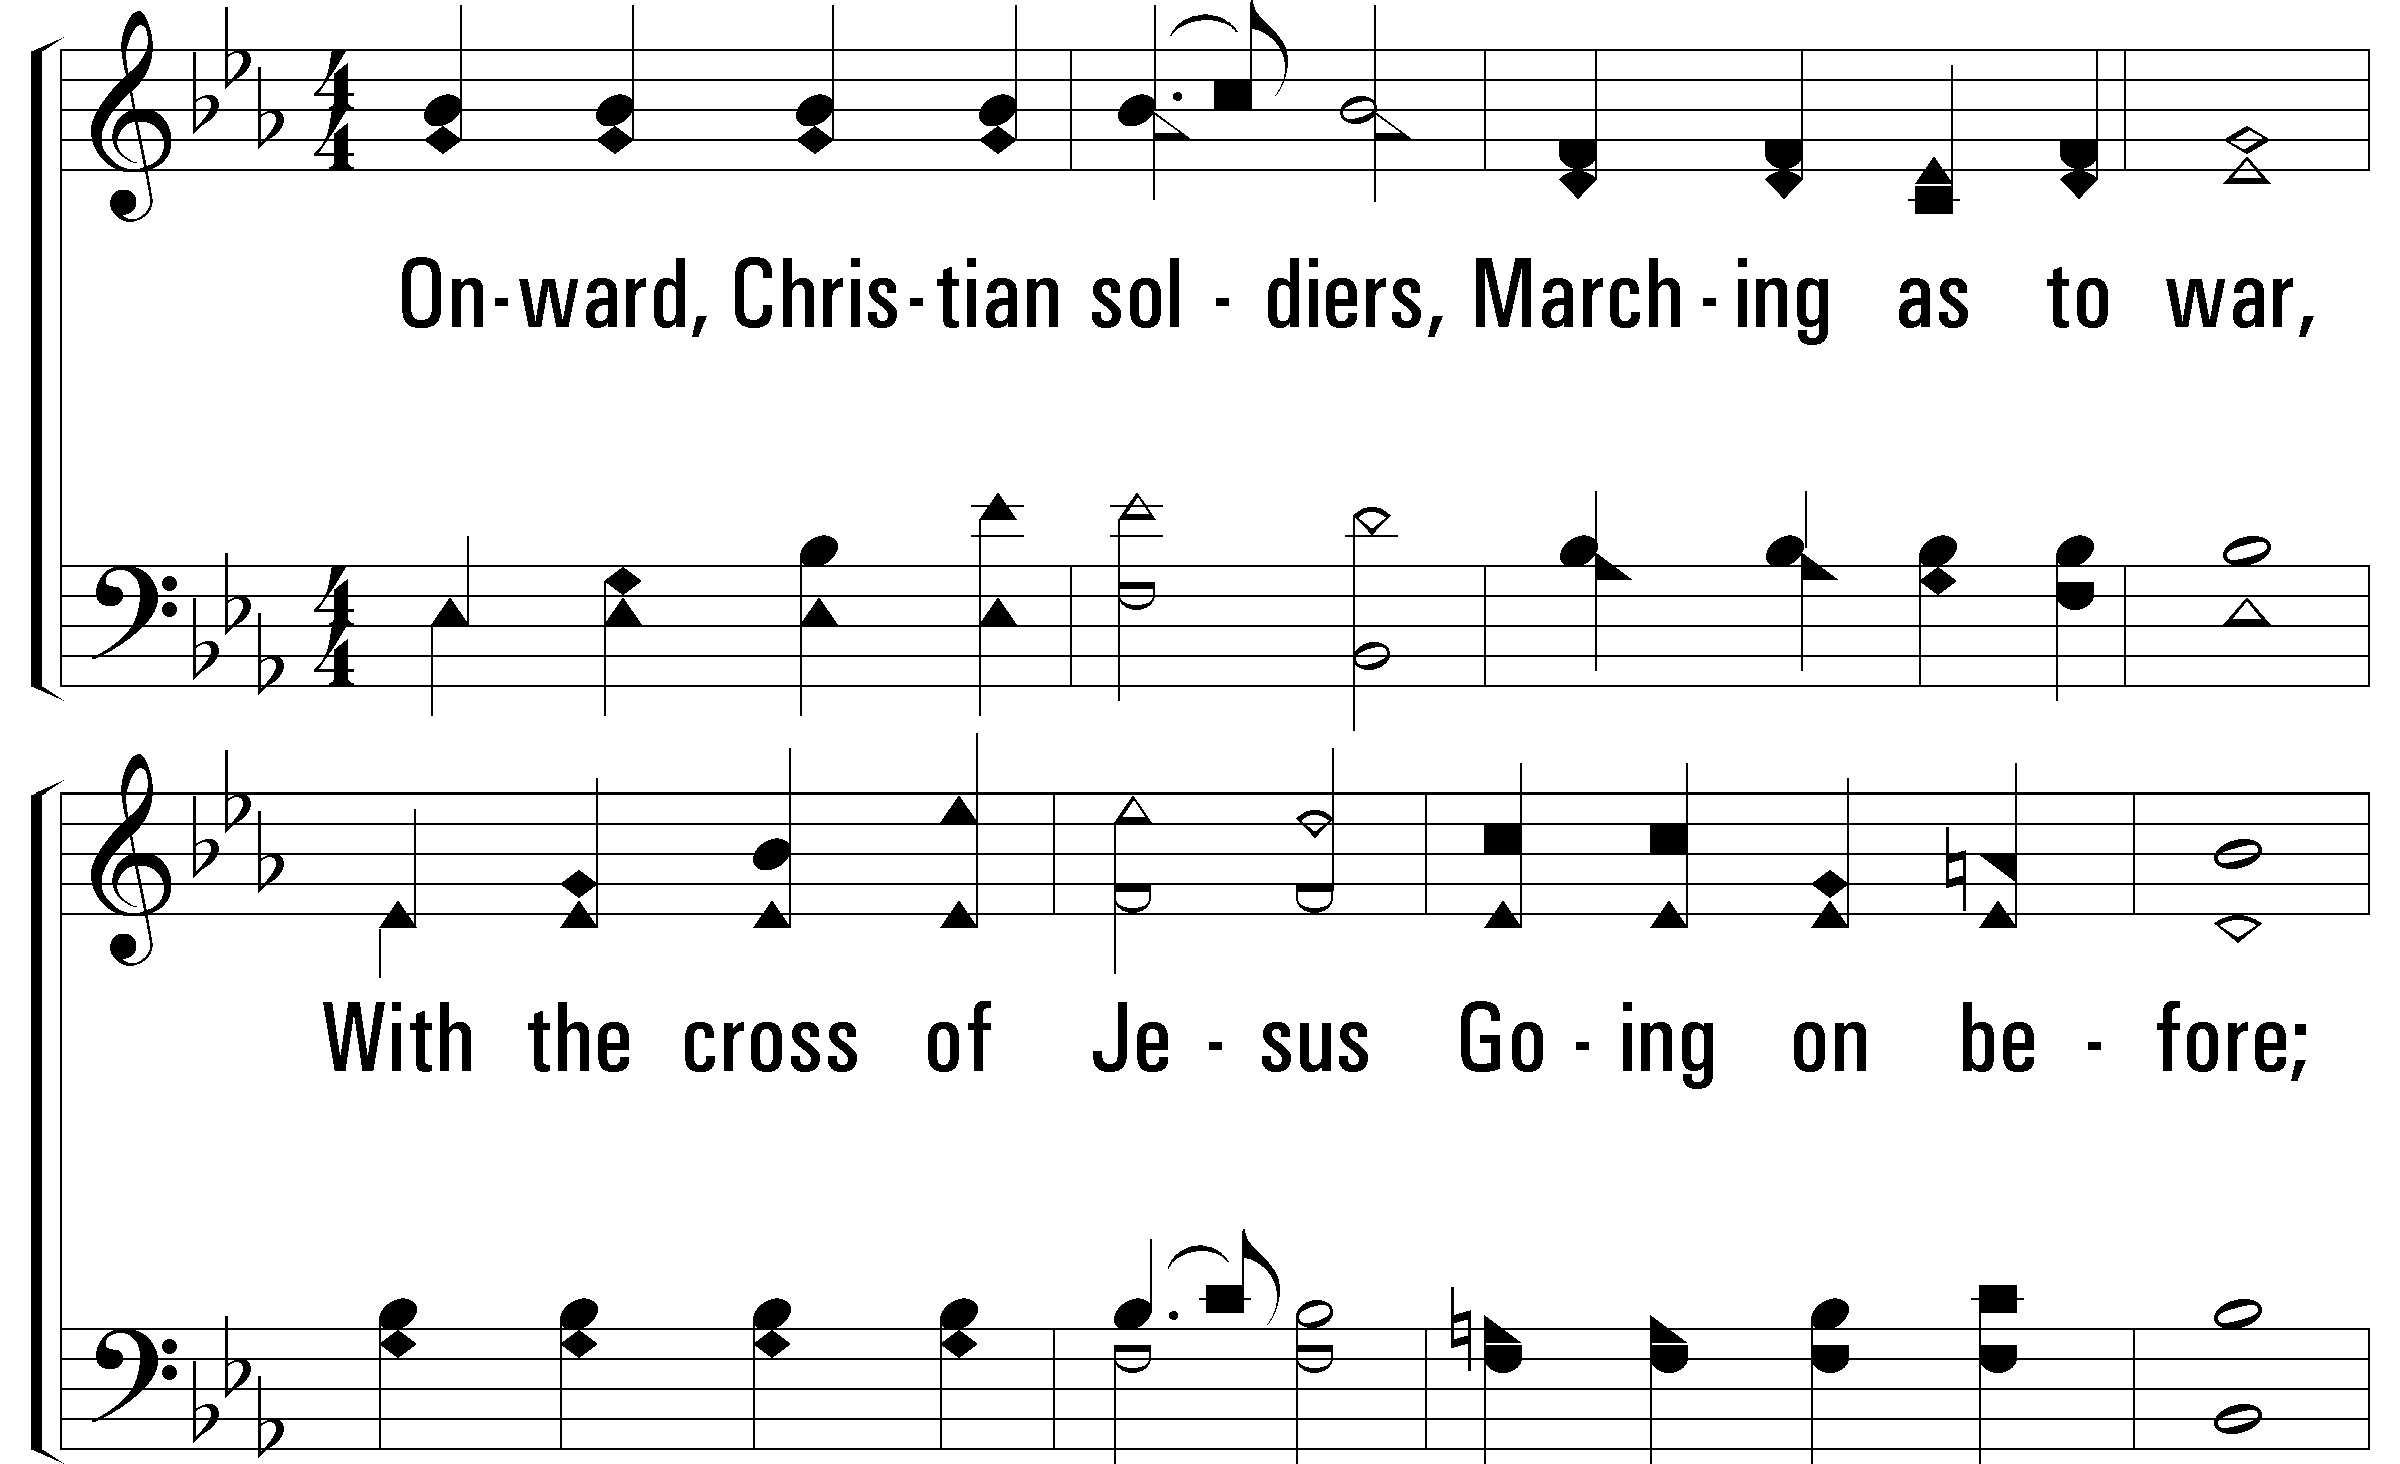 On-ward, Chris-tian sol - diers, March-ing as to war,
With the cross of Je - sus Go - ing on be - fore;